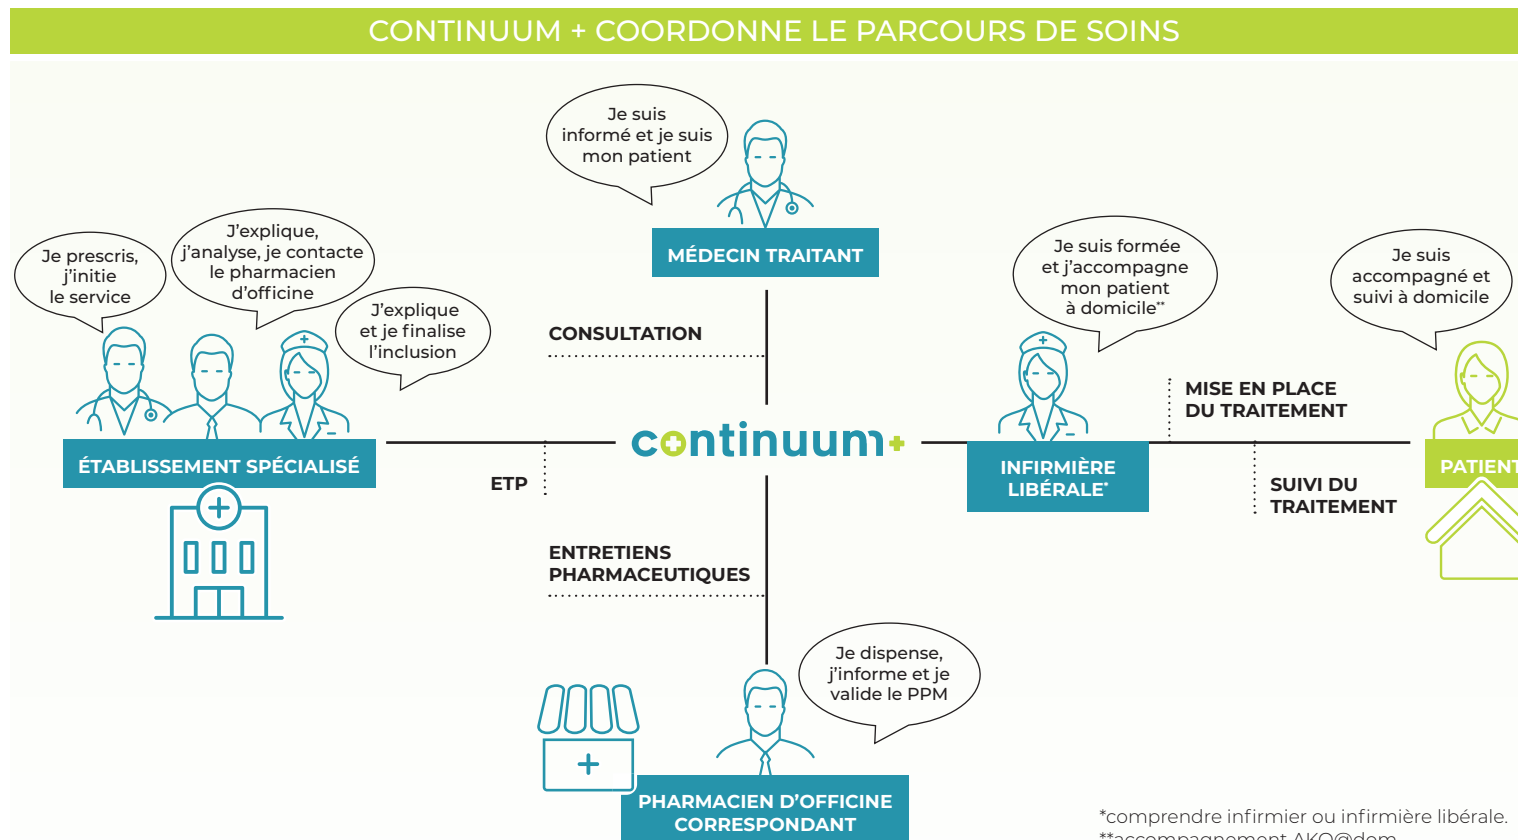 CONTINUUM + COORDONNE LE PARCOURS DE SOINS
Je suis
informé et je suis
mon patient
MÉDECIN TRAITANT
Je prescris,
j'initie
le service
J'explique,
j'analyse, je contacte
le pharmacien
d'officine
J'explique
et je finalise
l'inclusion
ÉTABLISSEMENT SPÉCIALISÉ
CONSULTATION
ETP
continuum+
ENTRETIENS
PHARMACEUTIQUES
Je suis formée
et j'accompagne
mon patient
à domicile**
INFIRMIÈRE
LIBÉRALE*
MISE EN PLACE
DU TRAITEMENT
SUIVI DU
TRAITEMENT
Je suis
accompagné et
suivi à domicile
PATIENT
Je dispense,
j'informe et je
valide le PPM
PHARMACIEN D'OFFICINE
CORRESPONDANT
*comprendre infirmier ou infirmière libérale.
**accompagnement AKO@dom